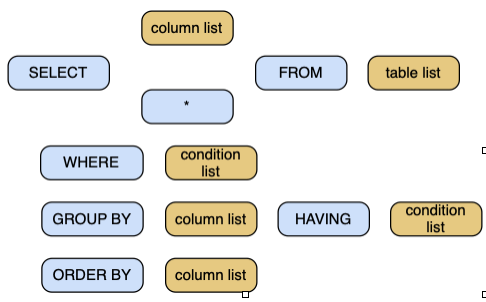 column list
SELECT
FROM
table list
*
WHERE
condition
list
GROUP BY
column list
HAVING
condition
list
ORDER BY
column list